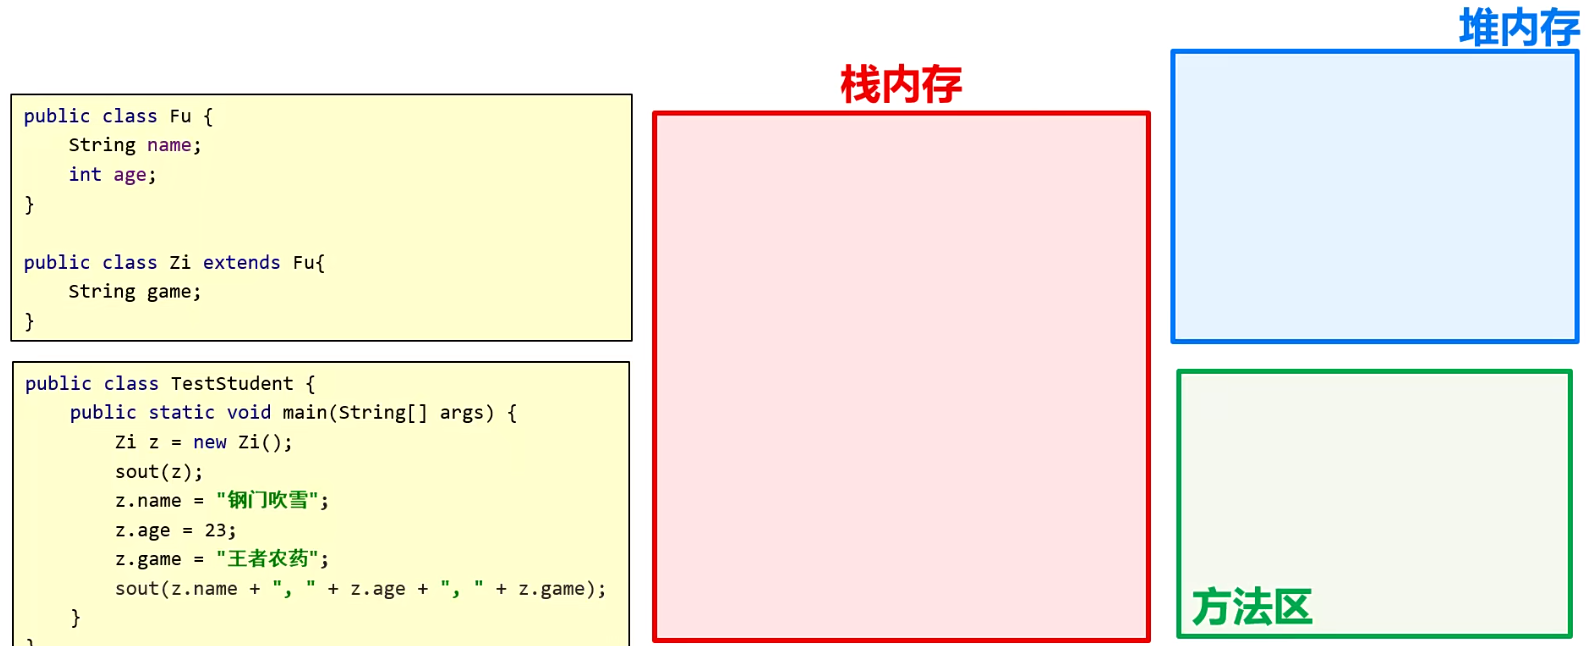 public class Fu {
    String name;
    int age;
}
public class Zi extends Fu{
    String game;
}
public class TestStudent {
    public static void main(String[] args) {
        Zi z = new Zi();
        sout(z);
        z.name = "钢门吹雪";
        z.age = 23;
        z.game = "王者农药";
        sout(z.name + ", " + z.age + ", " + z.game);
    }
}
栈内存
堆内存
方法区